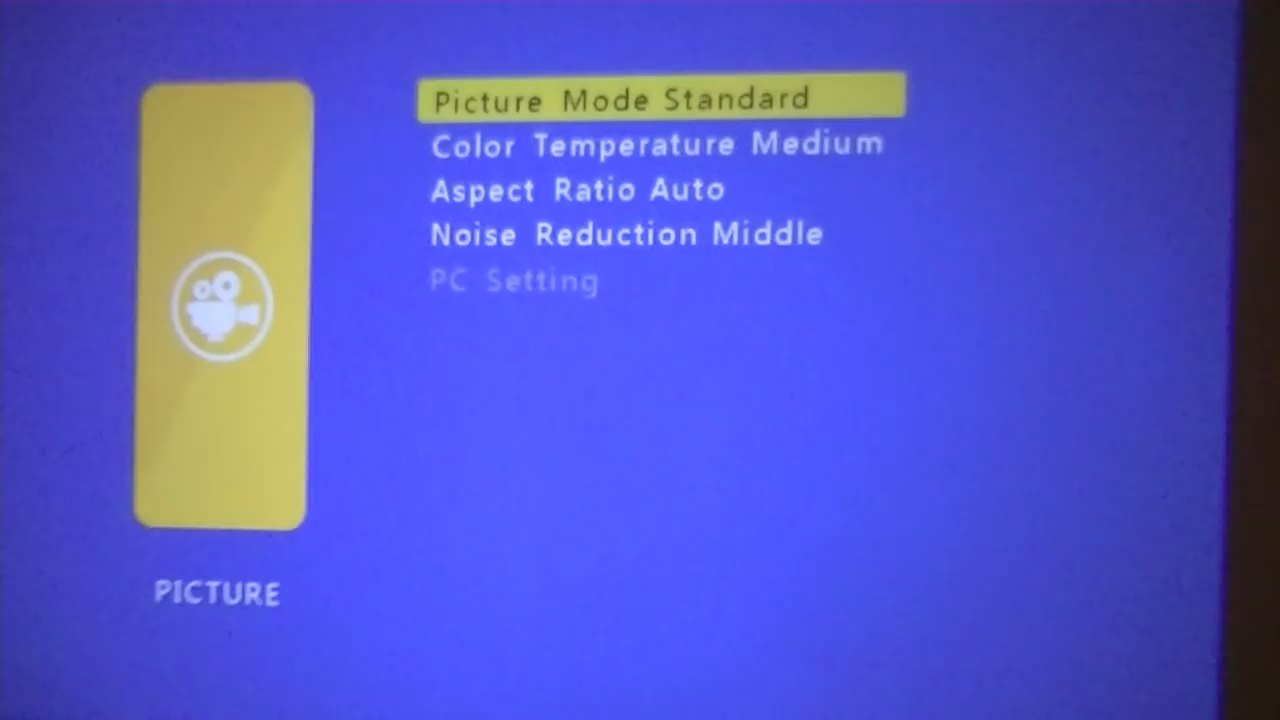 Picture Mode Standard
Color Temperature Medium
Aspect Ratio Auto
Noise Reduction Middle
PC Setting
PICTURE